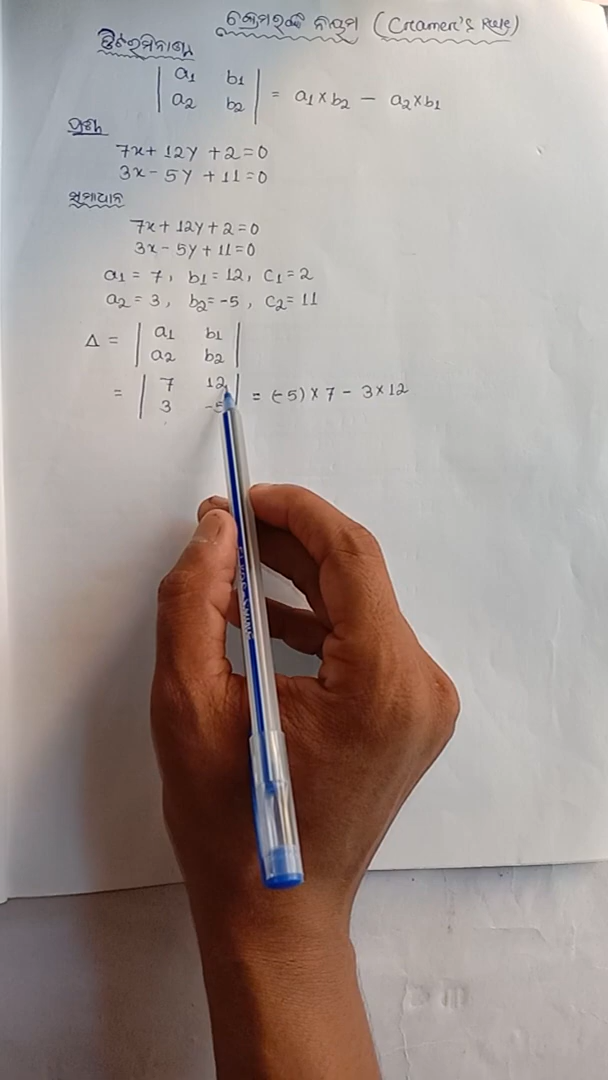 କ୍ରେମରଙ୍କ ନିୟମ (Cramer's Rule)
ଡିଟରମିନାଣ୍ଟ
| a1 b1 | = a1 x b2 - a2 x b1
| a2 b2 |
ପ୍ରଶ୍ନ
7x + 12y + 2 = 0
3x - 5y + 11 = 0
ସମାଧାନ
7x + 12y + 2 = 0
3x - 5y + 11 = 0
a1 = 7, b1 = 12, c1 = 2
a2 = 3, b2 = -5, c2 = 11
Δ = | a1 b1 |
| a2 b2 |
= | 7 12 | = (-5) x 7 - 3 x 12
| 3 -5 |